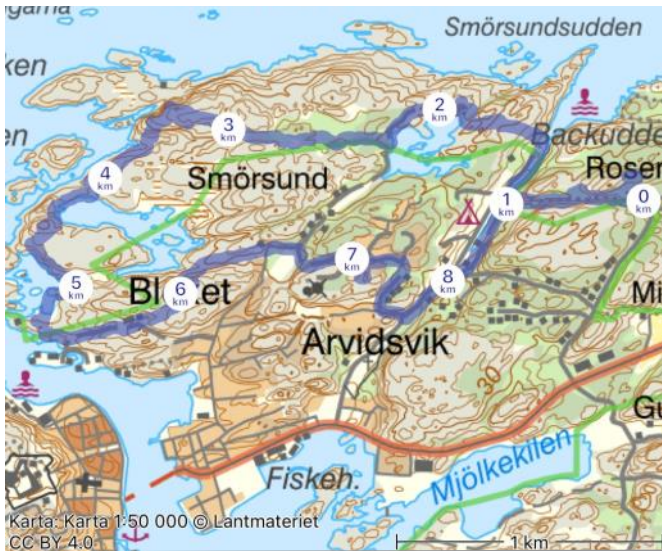 Smörsundsudden
ken
2
km
3
km
Backudde
Roser
4
km
Smörsund
1
km
0
km
7
km
5
km
6
km
8
km
Mi
Arvidsvik
30
Gu
Fiskeh.
Mjölkekilen
Karta: Karta 1:50 000 © Lantmateriet
CC BY 4.0
1 km